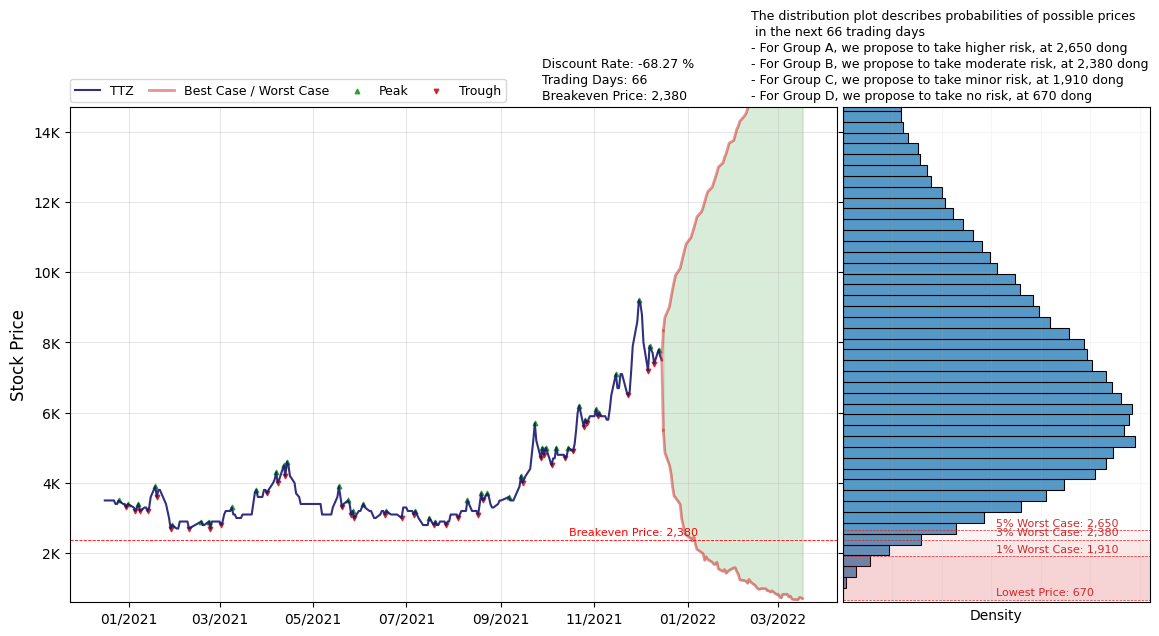 The distribution plot describes probabilities of possible prices
in the next 66 trading days
- For Group A, we propose to take higher risk, at 2,650 dong
- For Group B, we propose to take moderate risk, at 2,380 dong
- For Group C, we propose to take minor risk, at 1,910 dong
- For Group D, we propose to take no risk, at 670 dong
Discount Rate: -68.27 %
Trading Days: 66
Breakeven Price: 2,380
TTZ Best Case / Worst Case Peak Trough
Stock Price
14K
12K
10K
8K
6K
4K
2K
Breakeven Price: 2,380
5% Worst Case: 2,650
3% Worst Case: 2,380
1% Worst Case: 1,910
Lowest Price: 670
01/2021 03/2021 05/2021 07/2021 09/2021 11/2021 01/2022 03/2022
Density